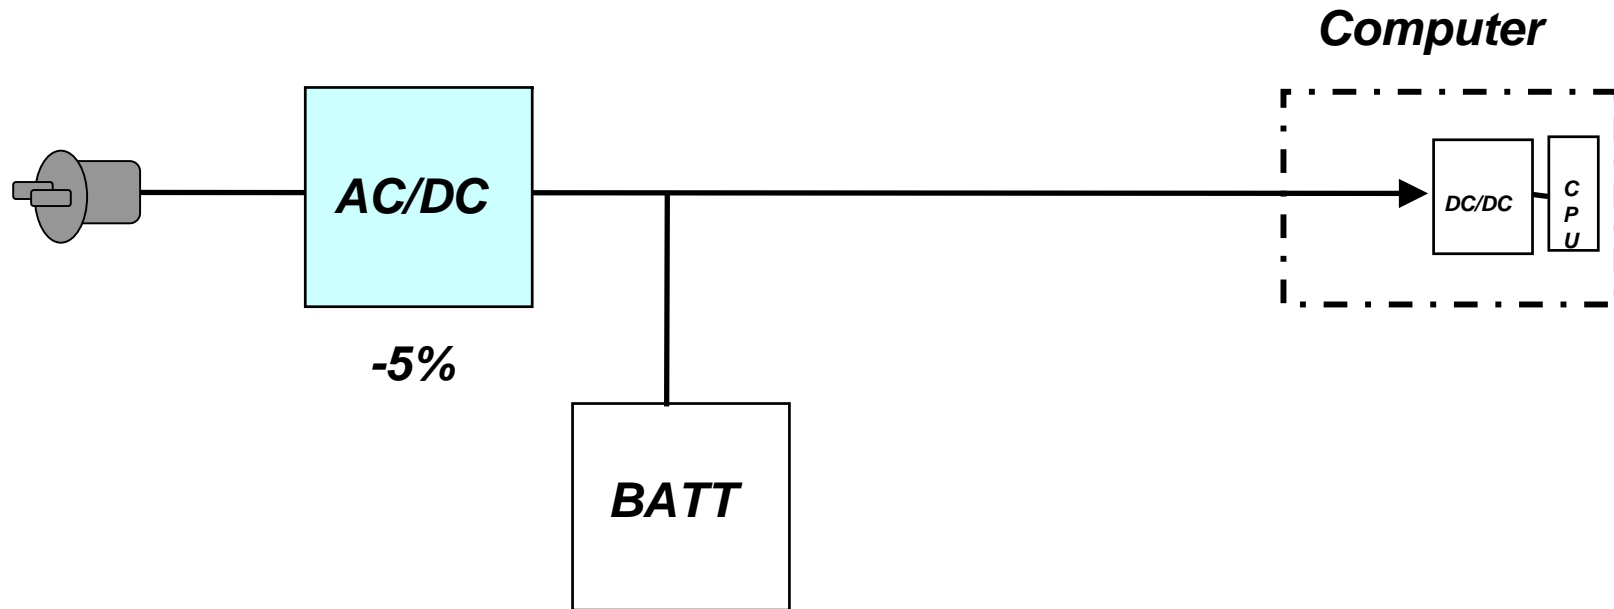 Computer
AC/DC
DC/DC
C
P
U
-5%
BATT